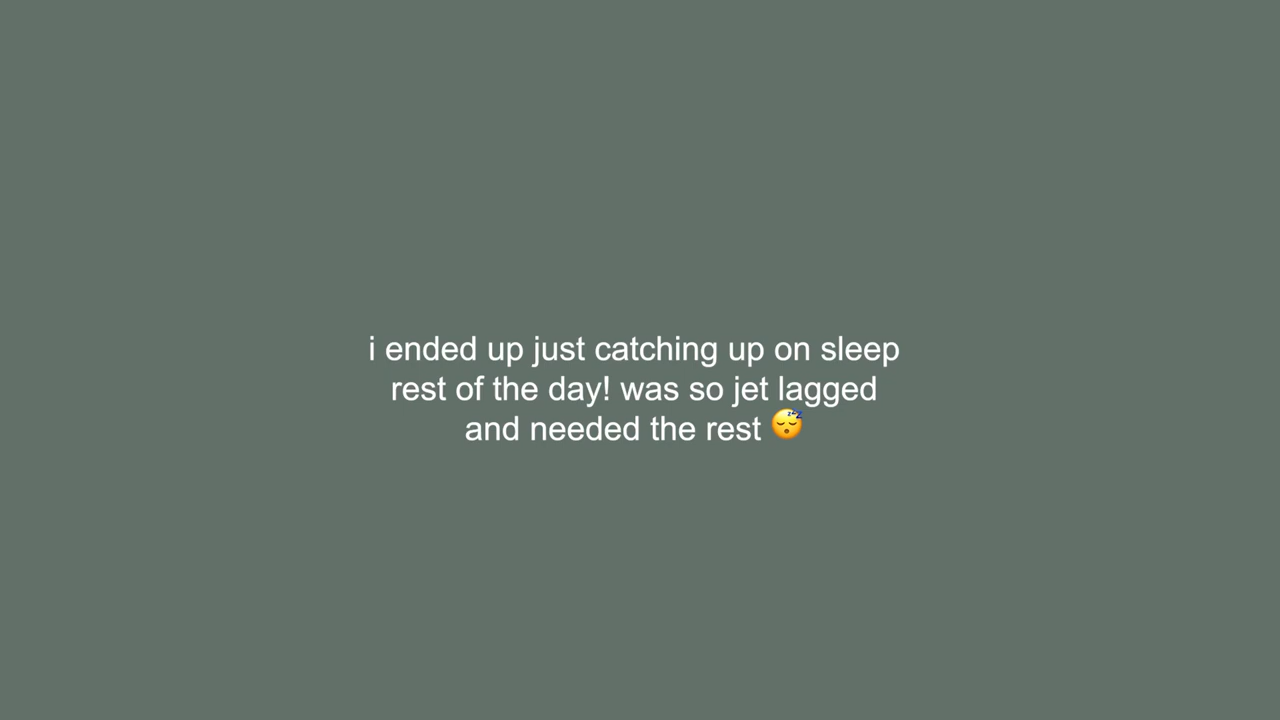 i ended up just catching up on sleep
rest of the day! was so jet lagged
and needed the rest 😴